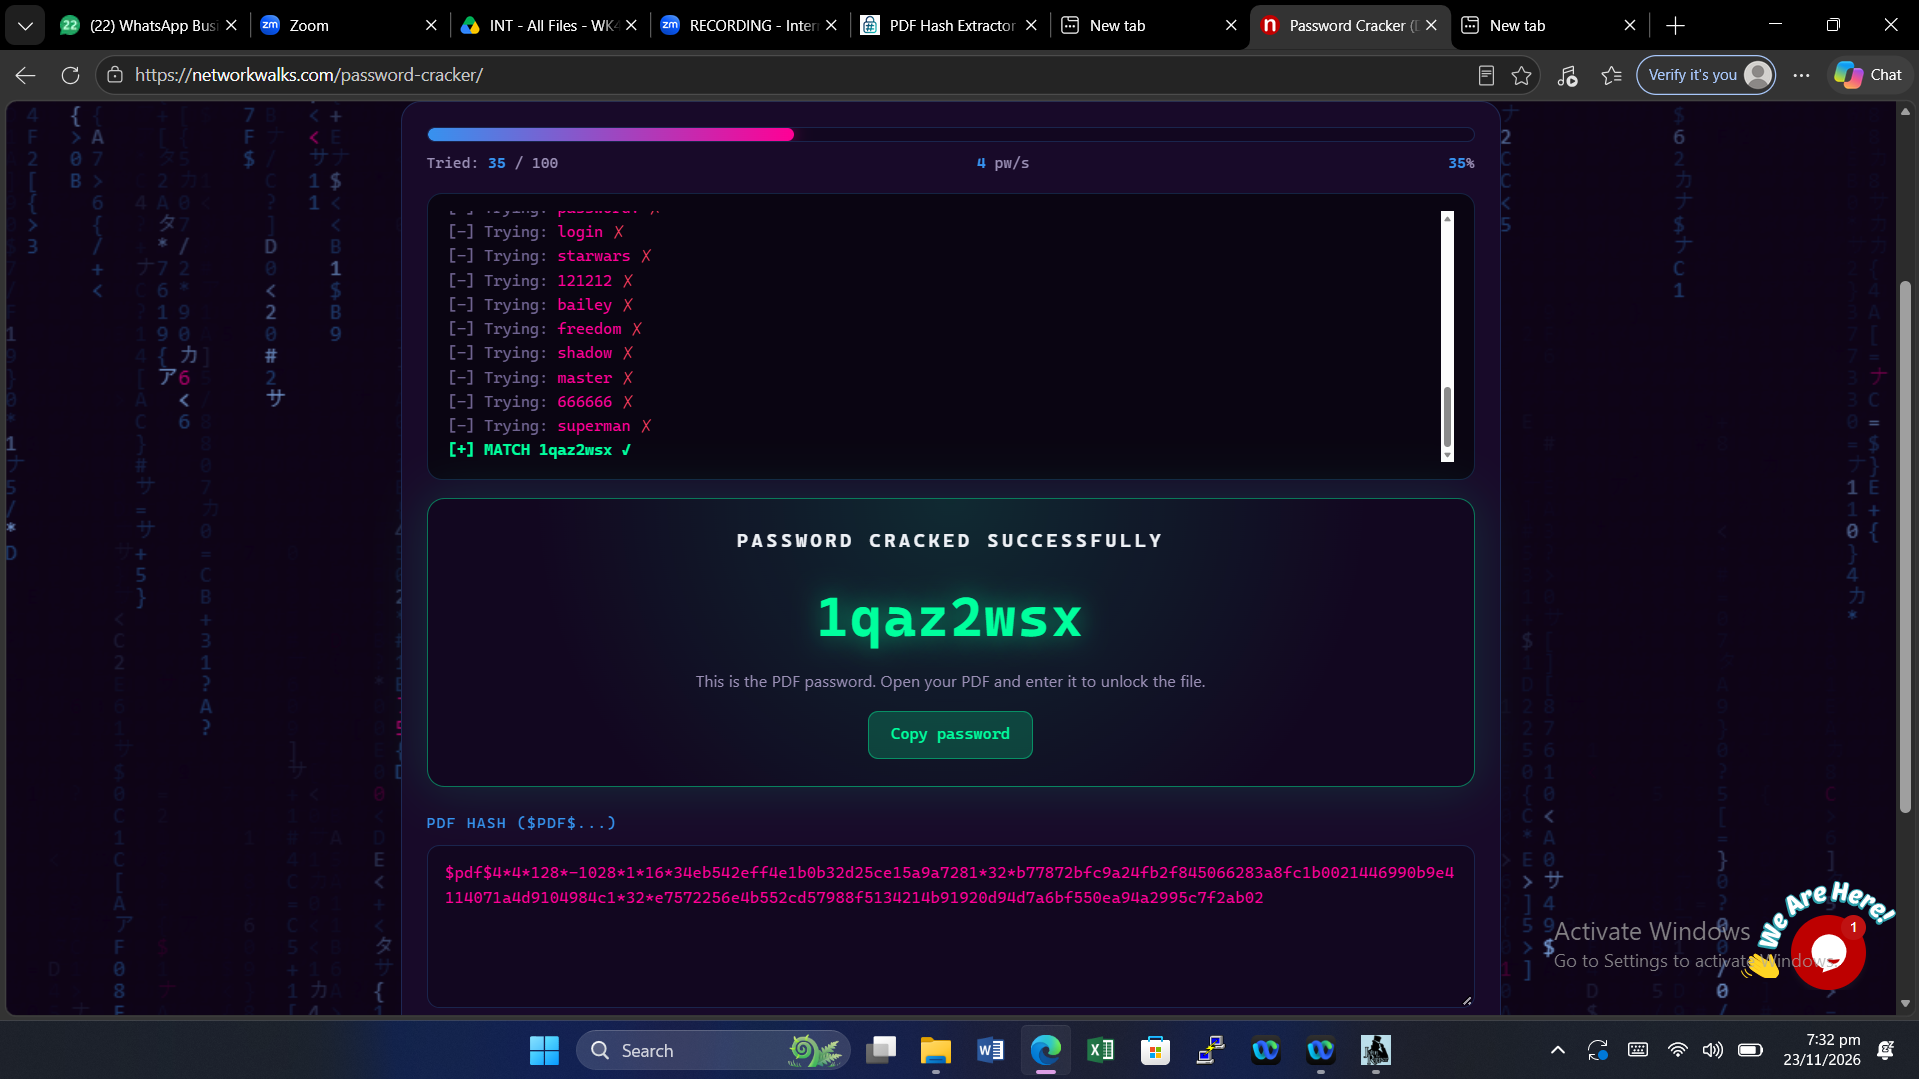 (22) WhatsApp Busi
Zoom
INT - All Files - WK4
RECORDING - Inter
PDF Hash Extractor
New tab
Password Cracker (
New tab
https://networkwalks.com/password-cracker/
Verify it's you
Chat
Tried: 35 / 100
4 pw/s
35%
[-] Trying: login ✗
[-] Trying: starwars ✗
[-] Trying: 121212 ✗
[-] Trying: bailey ✗
[-] Trying: freedom ✗
[-] Trying: shadow ✗
[-] Trying: master ✗
[-] Trying: 666666 ✗
[-] Trying: superman ✗
[+] MATCH 1qaz2wsx ✓
PASSWORD CRACKED SUCCESSFULLY
1qaz2wsx
This is the PDF password. Open your PDF and enter it to unlock the file.
Copy password
PDF HASH ($PDF$...)
$pdf$4*4*128*-1028*1*16*34eb542eff4e1b0b32d25ce15a9a7281*32*b77872bfc9a24fb2f845066283a8fc1b0021446990b9e4
114071a4d9104984c1*32*e7572256e4b552cd57988f5134214b91920d94d7a6bf550ea94a2995c7f2ab02
We Are Here!
1
Activate Windows
Go to Settings to activate Windows.
Search
7:32 pm
23/11/2026